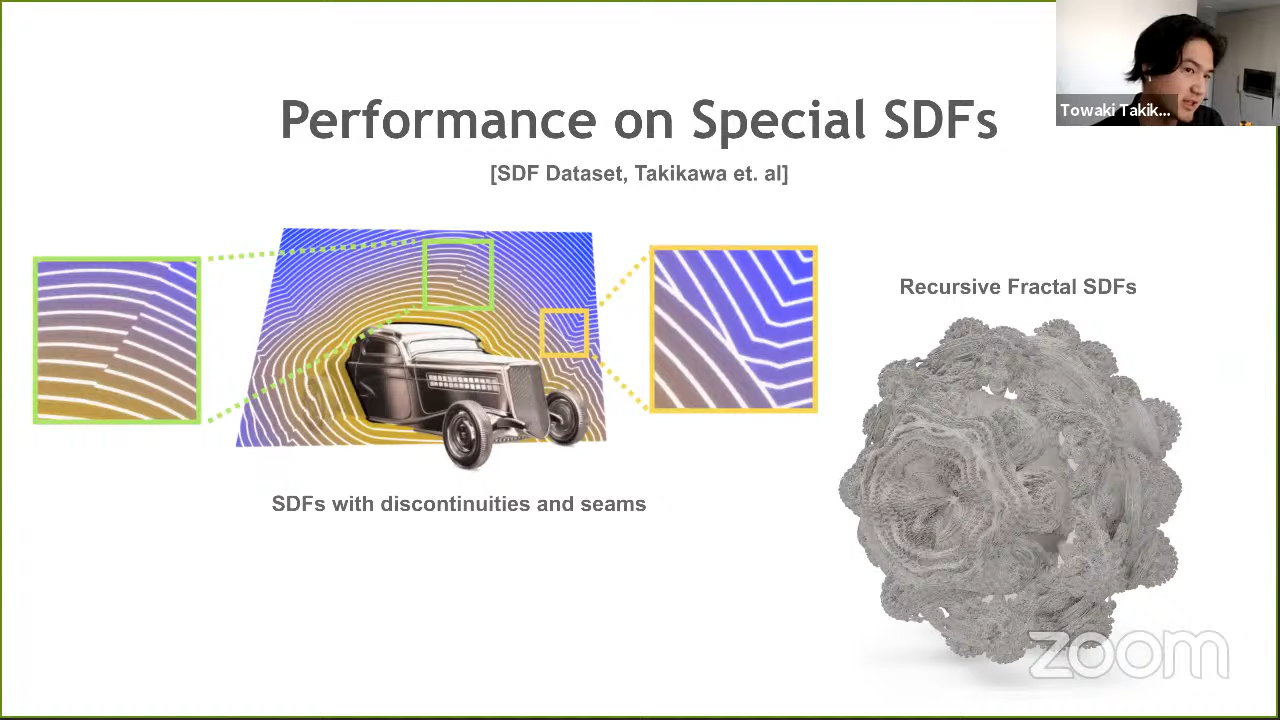 Performance on Special SDFs
[SDF Dataset, Takikawa et. al]
Towaki Takik...
Recursive Fractal SDFs
SDFs with discontinuities and seams
zoom